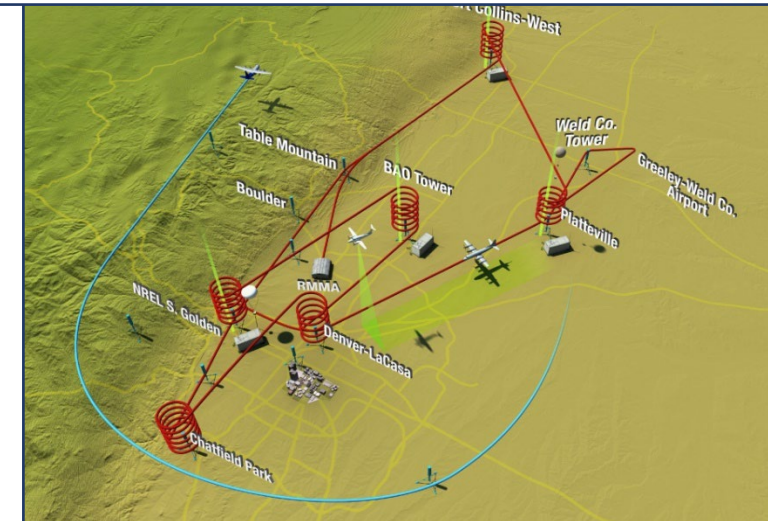 Collins-West
Weld Co.
Tower
Table Mountain
BAO Tower
Greeley-Weld Co.
Airport
Boulder
Platteville
RMMA
NREL S. Golden
Denver-LaCasa
Chatfield Park